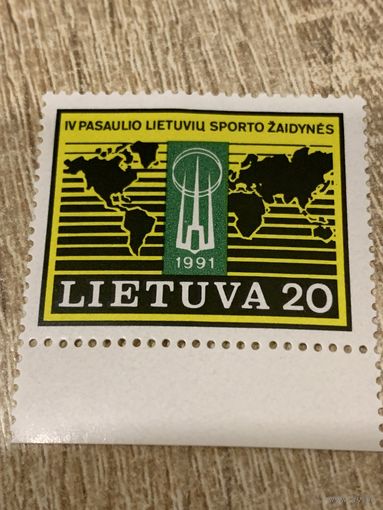 IV PASAULIO LIETUVIŲ SPORTO ŽAIDYNĖS
1991
LIETUVA 20